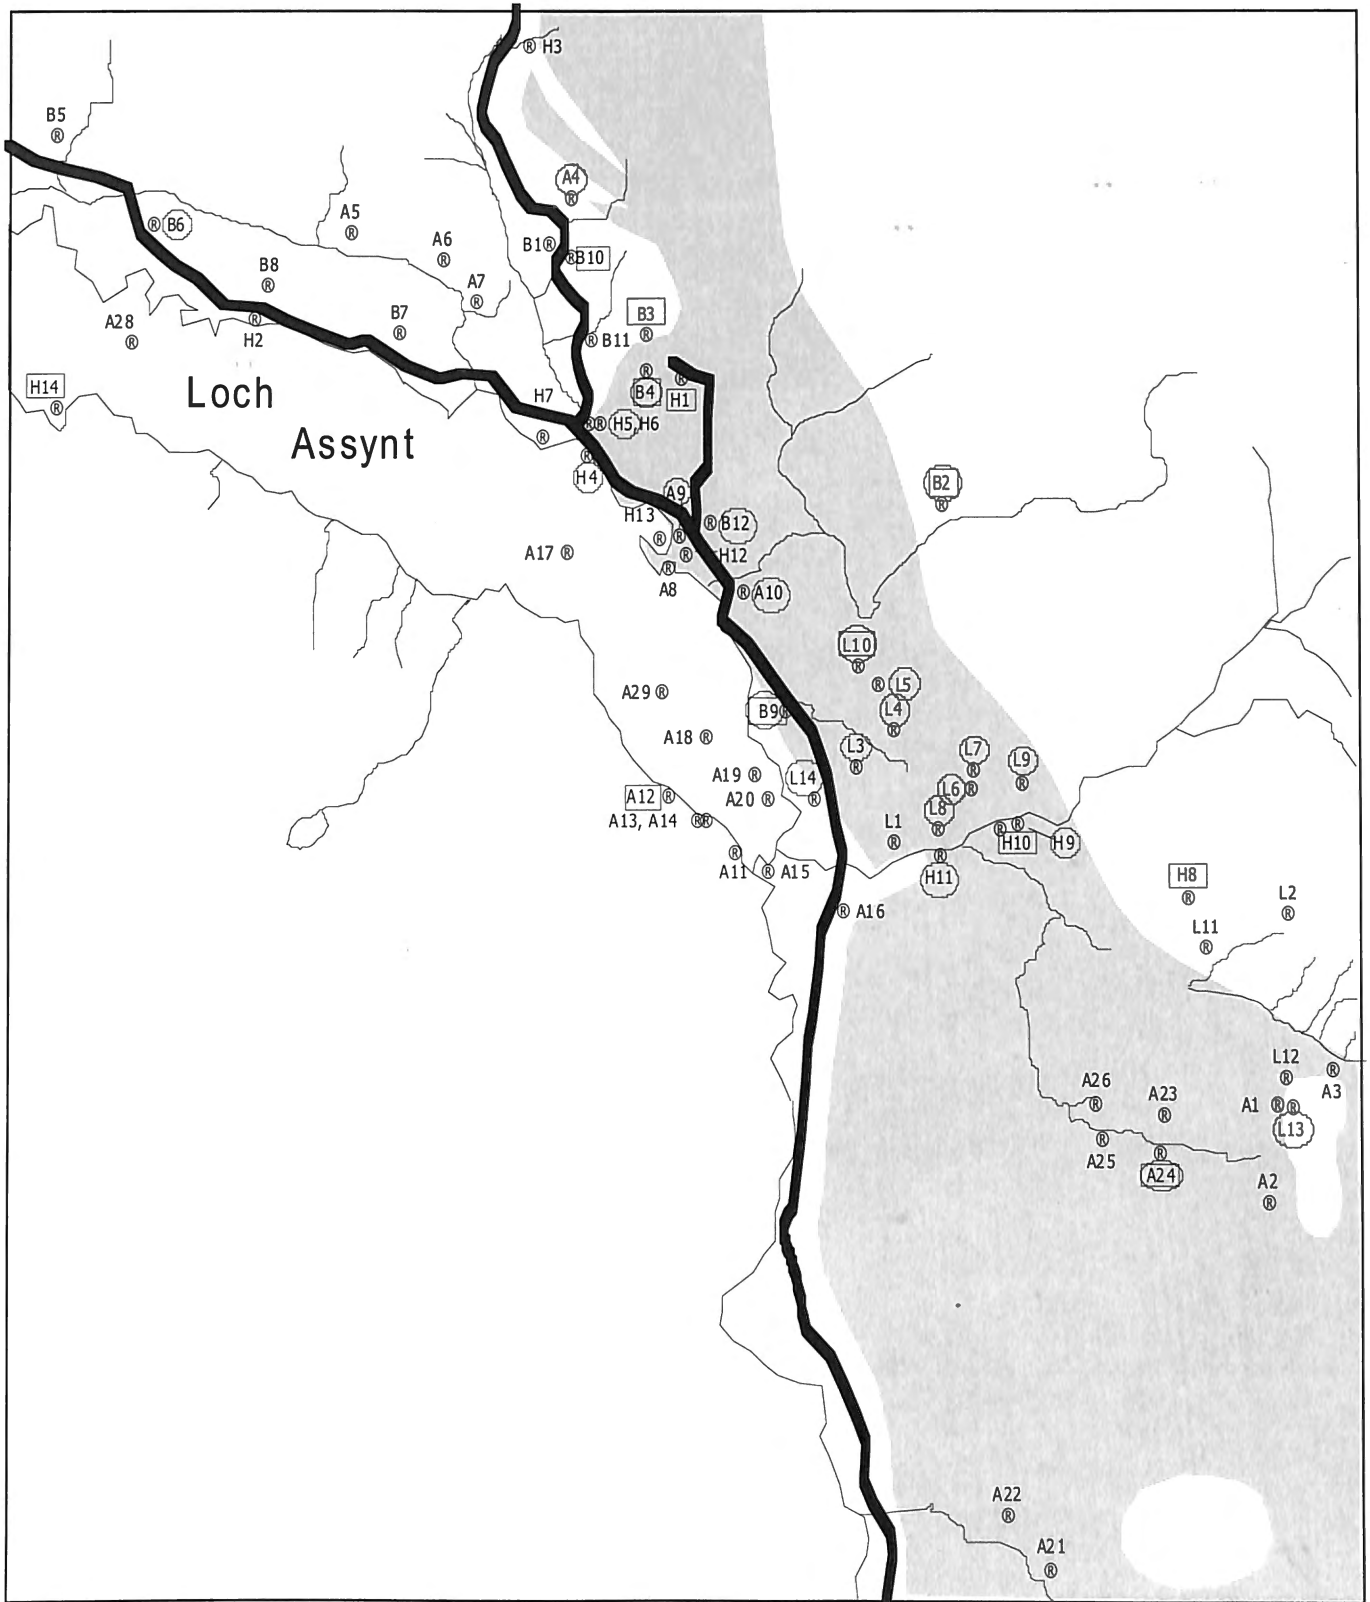 ® H3
B5
®
A4
®
® B6
A5
®
A6
®
B1®
®B10
B8
®
A7
®
B3
®
A28
®
H2
®
B7
®
® B11
H14
®
Loch
Assynt
®
B4
®
H1
H7
®
®® H5,H6
®
H4
B2
®
A9
®
H13
®
® B12
A17 ®
® H12
®
A8
® A10
L10
®
® L5
A29 ®
L4
®
B9®
A18 ®
L3
®
L7
®
L9
®
A19 ®
L14
®
L6 ®
A20 ®
A12 ®
A13, A14 ®®
L8
®
L1
®
® ®
H10
H9
®
A11
® A15
®
H11
® A16
H8
®
L2
®
L11
®
L12
®
®
A3
A26
®
A23
®
A1 ® ®
L13
®
A25
®
A24
A2
®
A22
®
A21
®